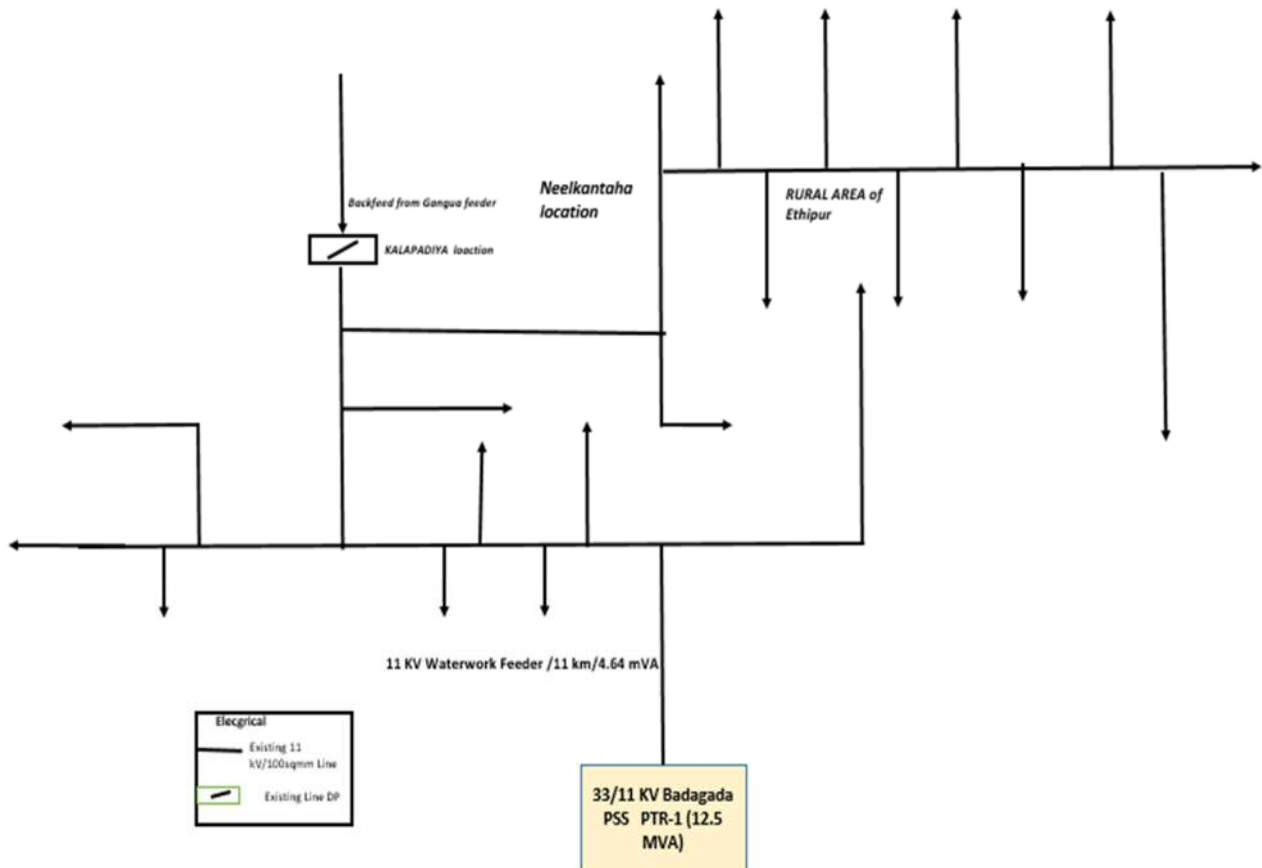 Backfeed from Gangua feeder
KALAPADIYA loaction
Neelkantaha
location
RURAL AREA of
Ethipur
11 KV Waterwork Feeder /11 km/4.64 mVA
Elecgrical
Existing 11
kV/100sqmm Line
Existing Line DP
33/11 KV Badagada
PSS PTR-1 (12.5
MVA)